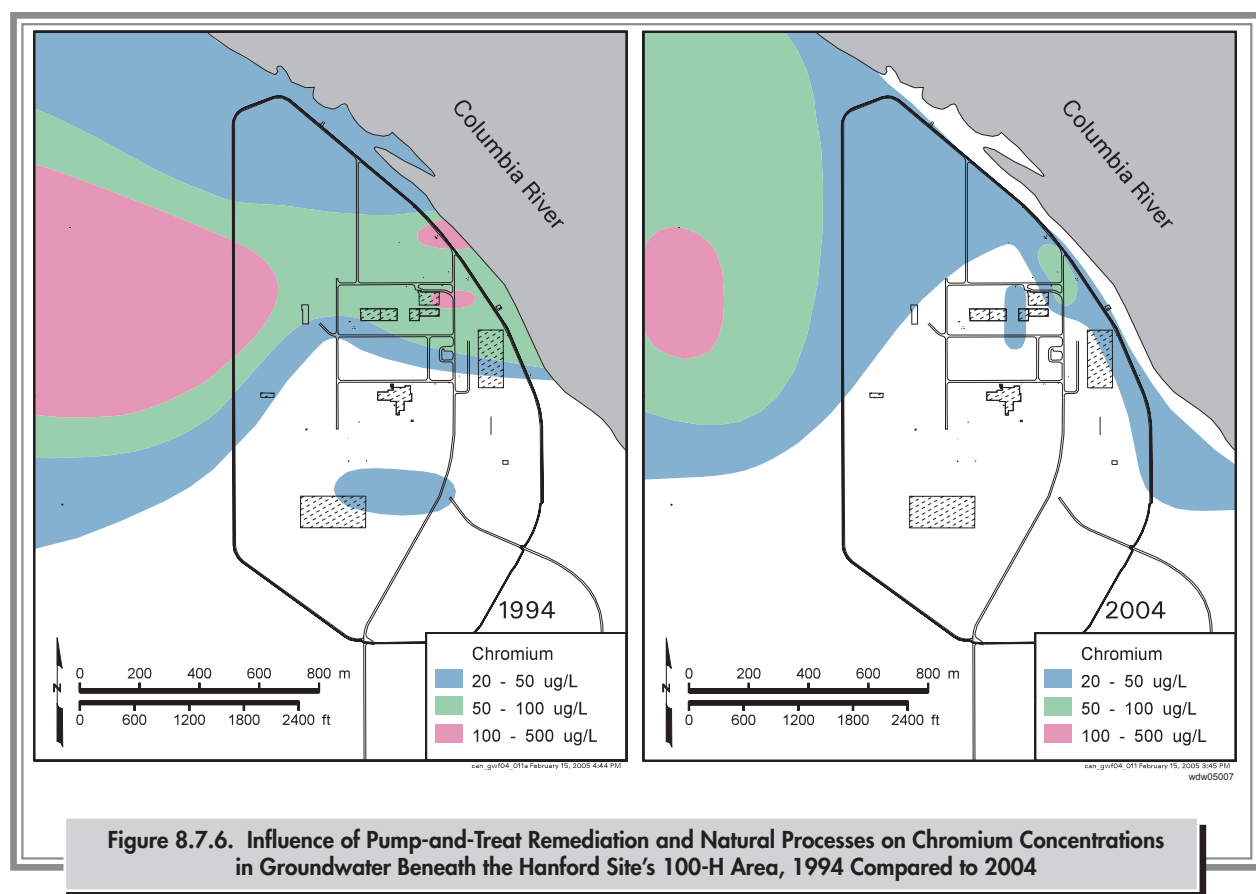 Columbia River
1994
Chromium
20 - 50 ug/L
50 - 100 ug/L
100 - 500 ug/L
N
0 200 400 600 800 m
0 600 1200 1800 2400 ft
can_gwf04_011a February 15, 2005 4:44 PM
Columbia River
2004
Chromium
20 - 50 ug/L
50 - 100 ug/L
100 - 500 ug/L
N
0 200 400 600 800 m
0 600 1200 1800 2400 ft
can_gwf04_011 February 15, 2005 3:45 PM
wdw05007
Figure 8.7.6. Influence of Pump-and-Treat Remediation and Natural Processes on Chromium Concentrations
in Groundwater Beneath the Hanford Site's 100-H Area, 1994 Compared to 2004